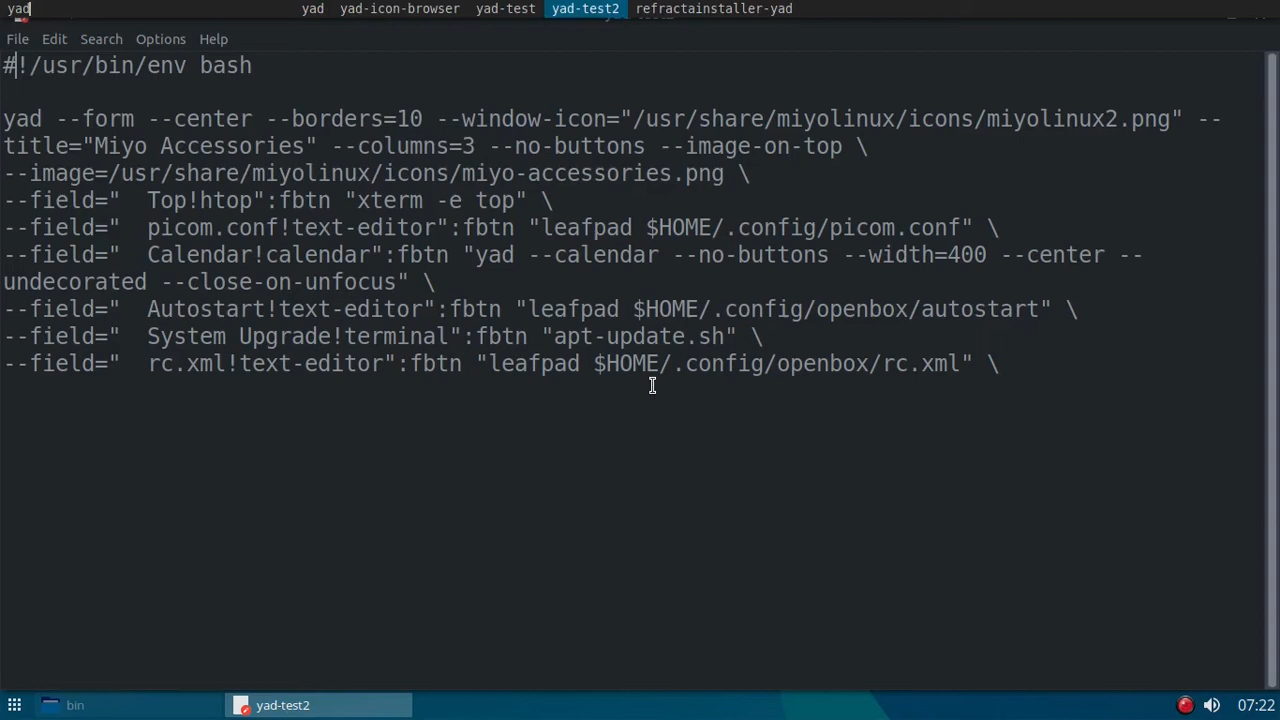 yad yad yad-icon-browser yad-test yad-test2 refractainstaller-yad
File Edit Search Options Help
#!/usr/bin/env bash
yad --form --center --borders=10 --window-icon="/usr/share/miyolinux/icons/miyolinux2.png" --
title="Miyo Accessories" --columns=3 --no-buttons --image-on-top \
--image=/usr/share/miyolinux/icons/miyo-accessories.png \
--field="  Top!htop":fbtn "xterm -e top" \
--field="  picom.conf!text-editor":fbtn "leafpad $HOME/.config/picom.conf" \
--field="  Calendar!calendar":fbtn "yad --calendar --no-buttons --width=400 --center --
undecorated --close-on-unfocus" \
--field="  Autostart!text-editor":fbtn "leafpad $HOME/.config/openbox/autostart" \
--field="  System Upgrade!terminal":fbtn "apt-update.sh" \
--field="  rc.xml!text-editor":fbtn "leafpad $HOME/.config/openbox/rc.xml" \
bin yad-test2 07:22